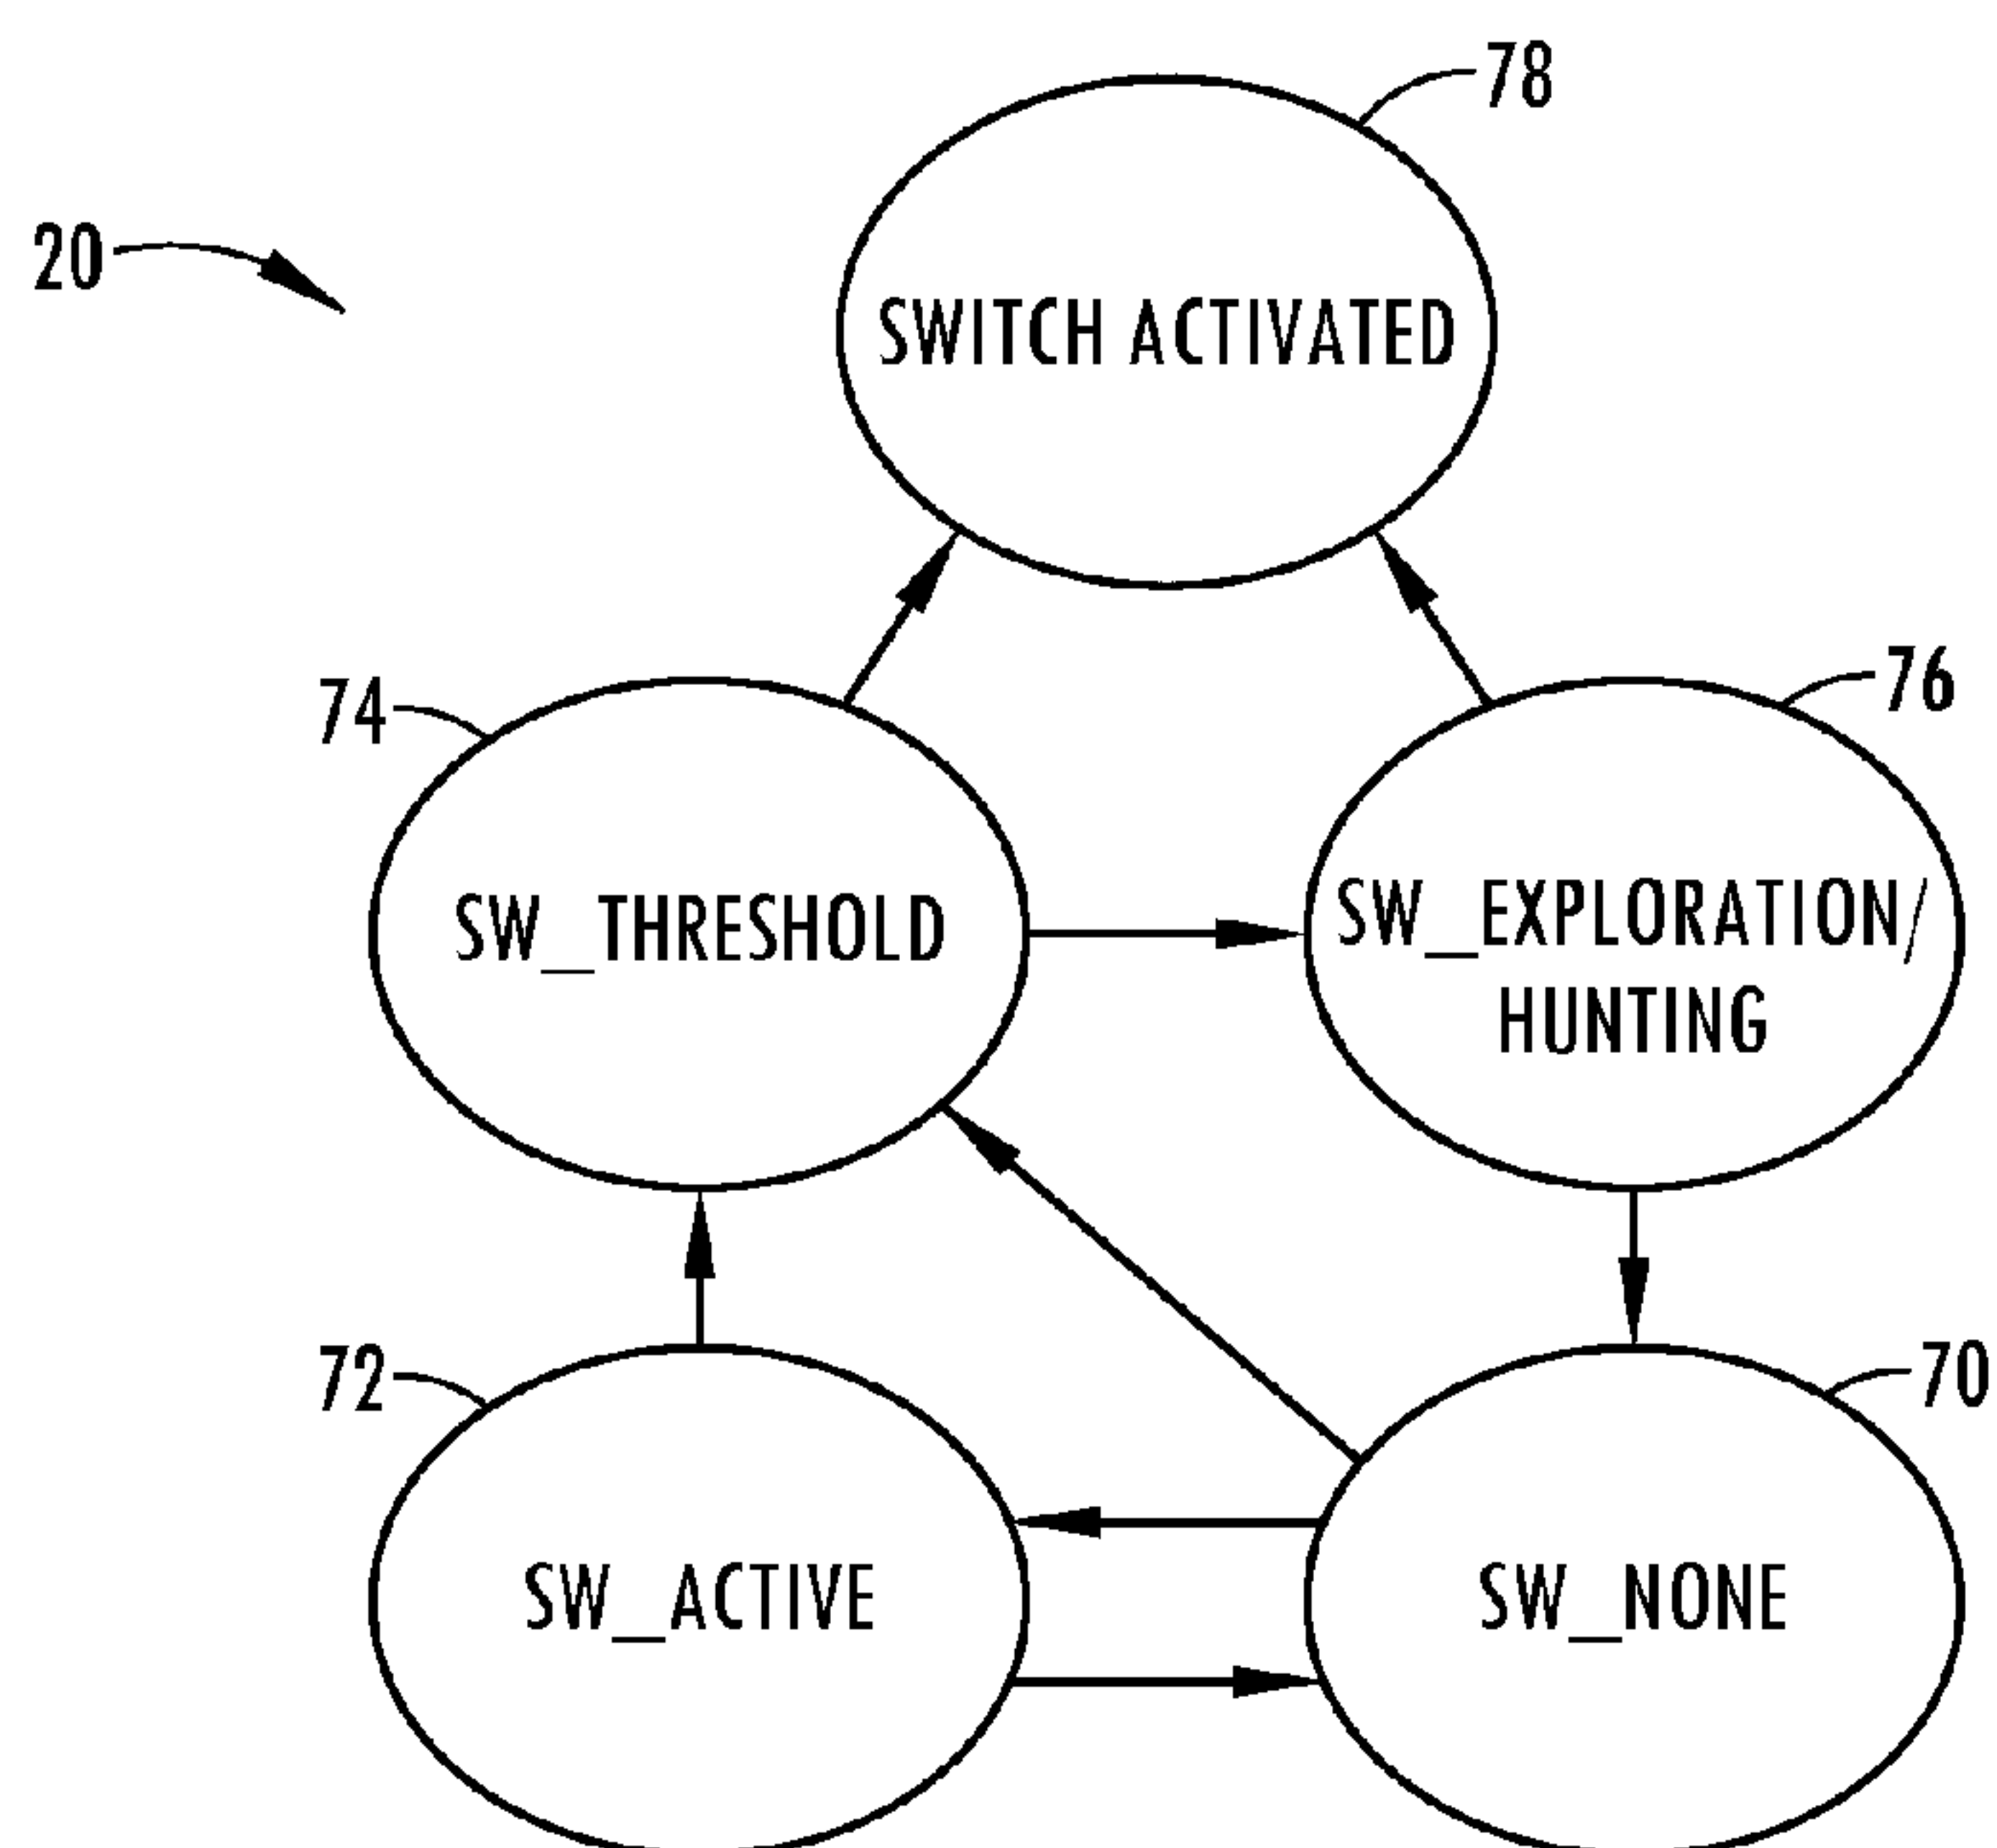 78
20
SWITCH ACTIVATED
74
76
SW_THRESHOLD
SW_EXPLORATION/
HUNTING
72
70
SW_ACTIVE
SW_NONE